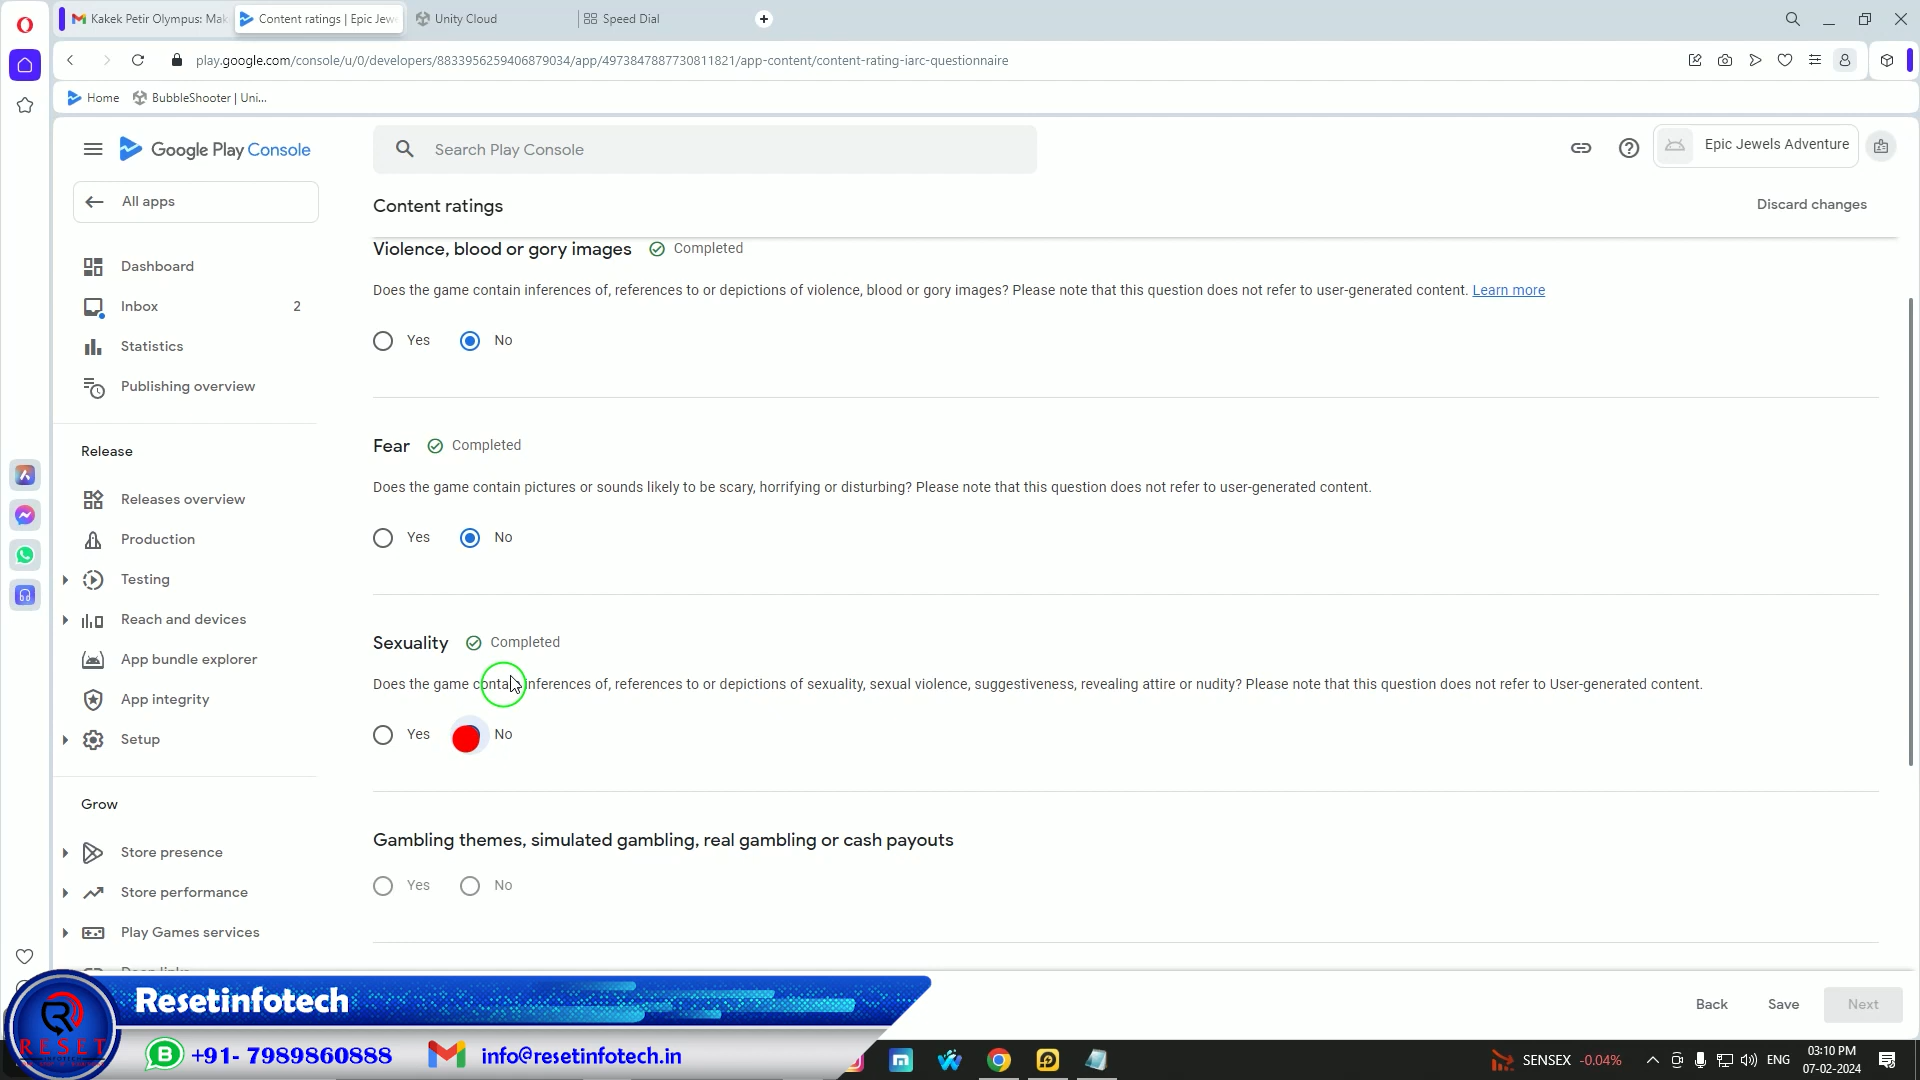 Kakek Petir Olympus: Mak
Content ratings | Epic Jewe
Unity Cloud
Speed Dial
play.google.com/console/u/0/developers/8833956259406879034/app/4973847887730811821/app-content/content-rating-iarc-questionnaire
Home
BubbleShooter | Uni...
Google Play Console
Search Play Console
Epic Jewels Adventure
All apps
Content ratings
Discard changes
Dashboard
Inbox 2
Statistics
Publishing overview
Release
Releases overview
Production
Testing
Reach and devices
App bundle explorer
App integrity
Setup
Grow
Store presence
Store performance
Play Games services
Violence, blood or gory images Completed
Does the game contain inferences of, references to or depictions of violence, blood or gory images? Please note that this question does not refer to user-generated content. Learn more
Yes No
Fear Completed
Does the game contain pictures or sounds likely to be scary, horrifying or disturbing? Please note that this question does not refer to user-generated content.
Yes No
Sexuality Completed
Does the game contain inferences of, references to or depictions of sexuality, sexual violence, suggestiveness, revealing attire or nudity? Please note that this question does not refer to User-generated content.
Yes No
Gambling themes, simulated gambling, real gambling or cash payouts
Yes No
Back Save Next
Resetinfotech
RESET
INFOTECH
+91- 7989860888
info@resetinfotech.in
SENSEX -0.04%
ENG
03:10 PM
07-02-2024